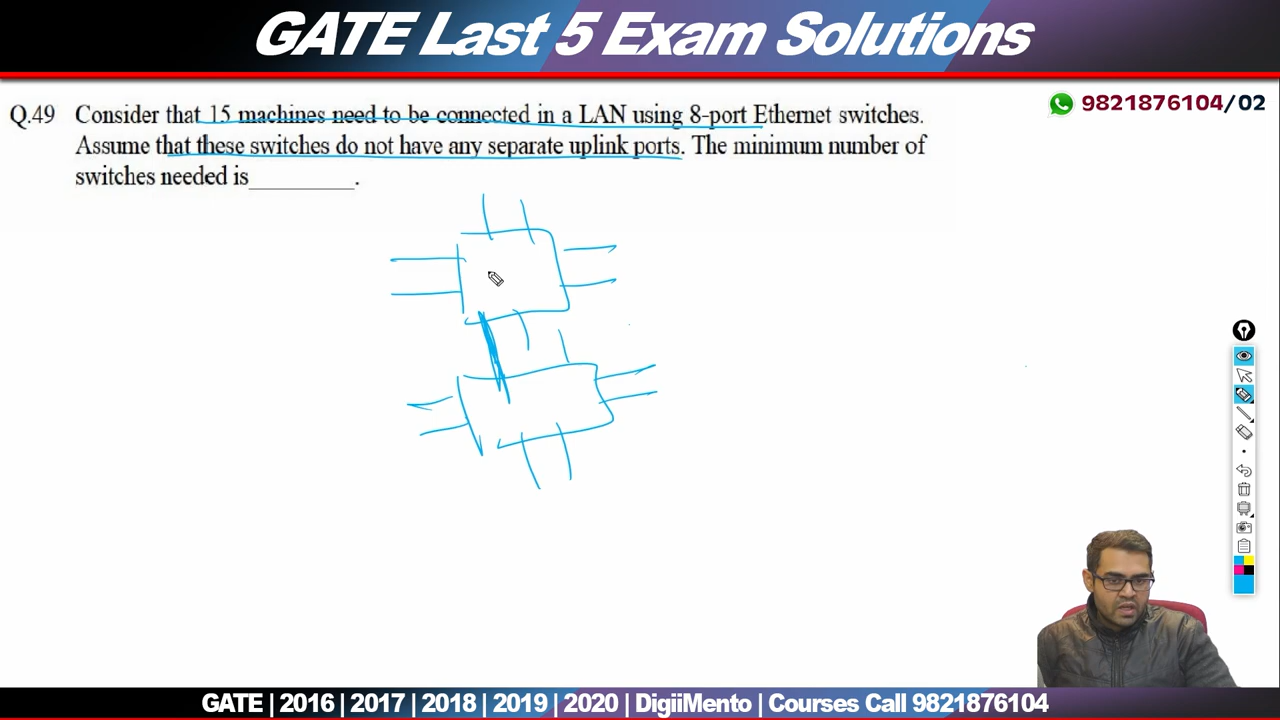 GATE Last 5 Exam Solutions
9821876104/02
Q.49 Consider that 15 machines need to be connected in a LAN using 8-port Ethernet switches.
Assume that these switches do not have any separate uplink ports. The minimum number of
switches needed is__________.
GATE | 2016 | 2017 | 2018 | 2019 | 2020 | DigiiMento | Courses Call 9821876104